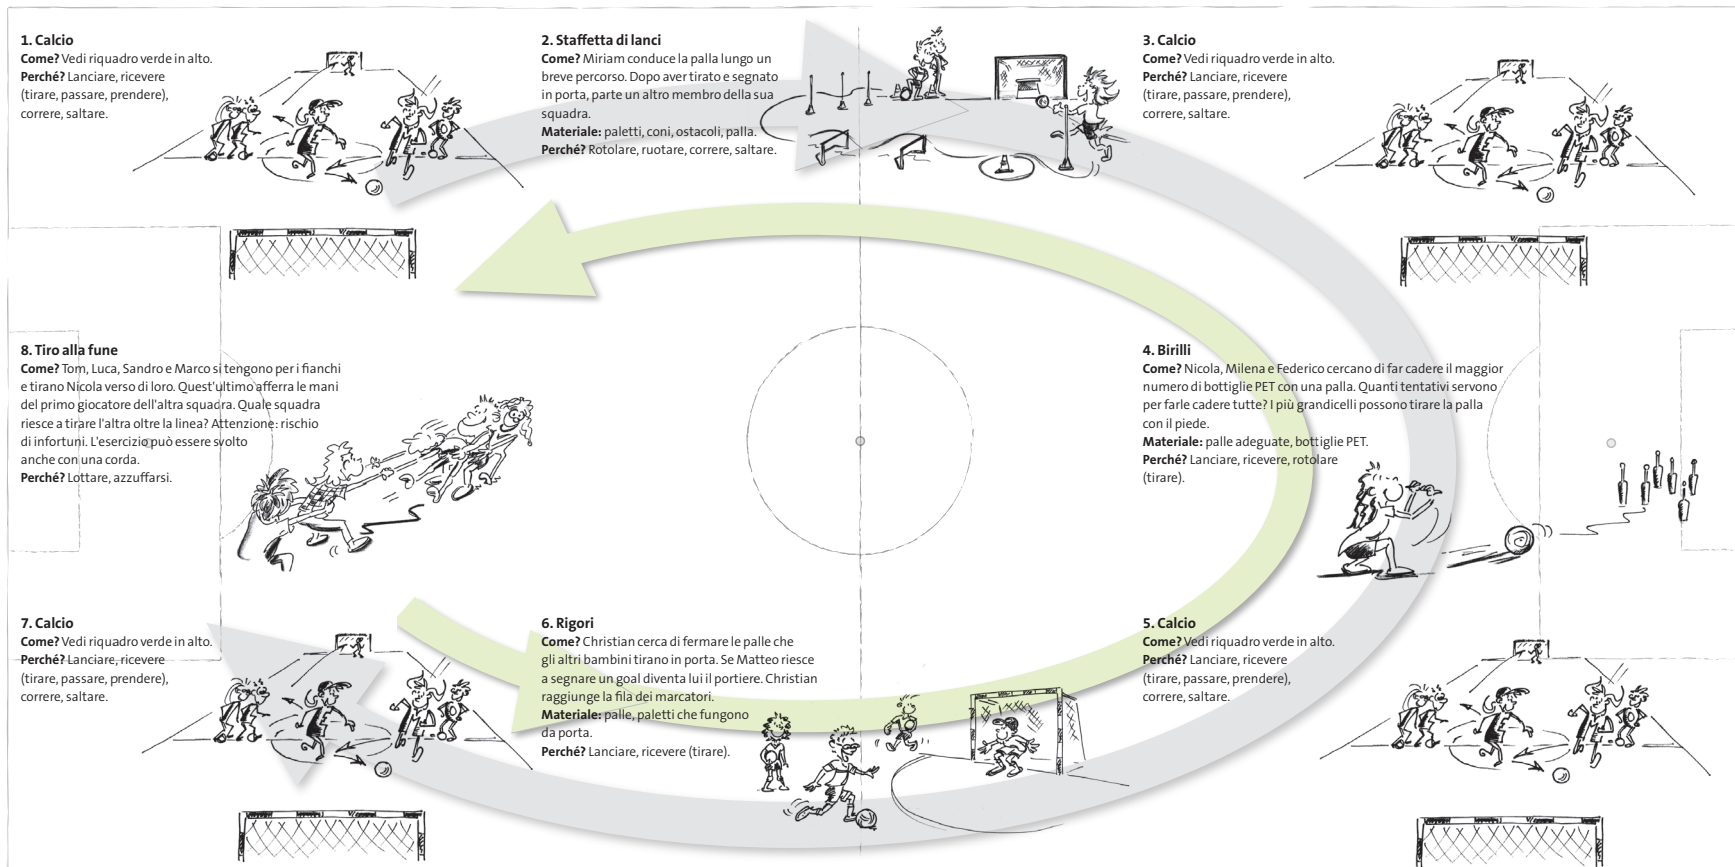 1. Calcio
Come? Vedi riquadro verde in alto.
Perché? Lanciare, ricevere
(tirare, passare, prendere),
correre, saltare.
2. Staffetta di lanci
Come? Miriam conduce la palla lungo un
breve percorso. Dopo aver tirato e segnato
in porta, parte un altro membro della sua
squadra.
Materiale: paletti, coni, ostacoli, palla.
Perché? Rotolare, ruotare, correre, saltare.
3. Calcio
Come? Vedi riquadro verde in alto.
Perché? Lanciare, ricevere
(tirare, passare, prendere),
correre, saltare.
8. Tiro alla fune
Come? Tom, Luca, Sandro e Marco si tengono per i fianchi
e tirano Nicola verso di loro. Quest'ultimo afferra le mani
del primo giocatore dell'altra squadra. Quale squadra
riesce a tirare l'altra oltre la linea? Attenzione: rischio
di infortuni. L'esercizio può essere svolto
anche con una corda.
Perché? Lottare, azzuffarsi.
4. Birilli
Come? Nicola, Milena e Federico cercano di far cadere il maggior
numero di bottiglie PET con una palla. Quanti tentativi servono
per farle cadere tutte? I più grandicelli possono tirare la palla
con il piede.
Materiale: palle adeguate, bottiglie PET.
Perché? Lanciare, ricevere, rotolare
(tirare).
7. Calcio
Come? Vedi riquadro verde in alto.
Perché? Lanciare, ricevere
(tirare, passare, prendere),
correre, saltare.
6. Rigori
Come? Christian cerca di fermare le palle che
gli altri bambini tirano in porta. Se Matteo riesce
a segnare un goal diventa lui il portiere. Christian
raggiunge la fila dei marcatori.
Materiale: palle, paletti che fungono
da porta.
Perché? Lanciare, ricevere (tirare).
5. Calcio
Come? Vedi riquadro verde in alto.
Perché? Lanciare, ricevere
(tirare, passare, prendere),
correre, saltare.